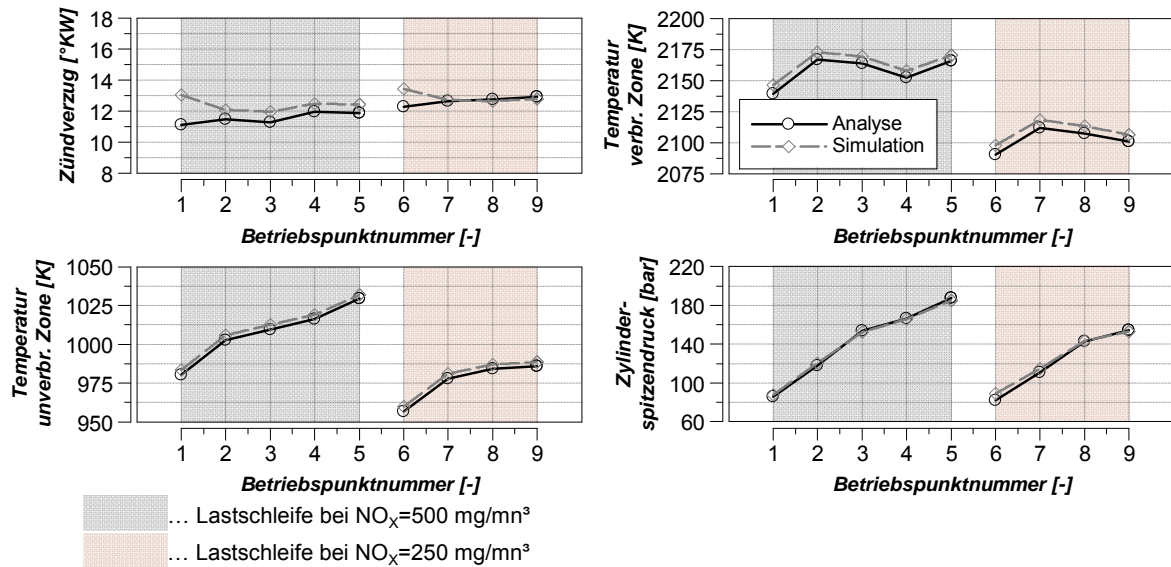 Zündverzug [°KW]
18
16
14
12
10
8
1 2 3 4 5 6 7 8 9
Betriebspunktnummer [-]
Temperatur
verbr. Zone [K]
2200
2175
2150
2125
2100
2075
Analyse
Simulation
1 2 3 4 5 6 7 8 9
Betriebspunktnummer [-]
Temperatur
unverbr. Zone [K]
1050
1025
1000
975
950
1 2 3 4 5 6 7 8 9
Betriebspunktnummer [-]
Zylinder-
spitzendruck [bar]
220
180
140
100
60
1 2 3 4 5 6 7 8 9
Betriebspunktnummer [-]
... Lastschleife bei NOX=500 mg/mn³
... Lastschleife bei NOX=250 mg/mn³